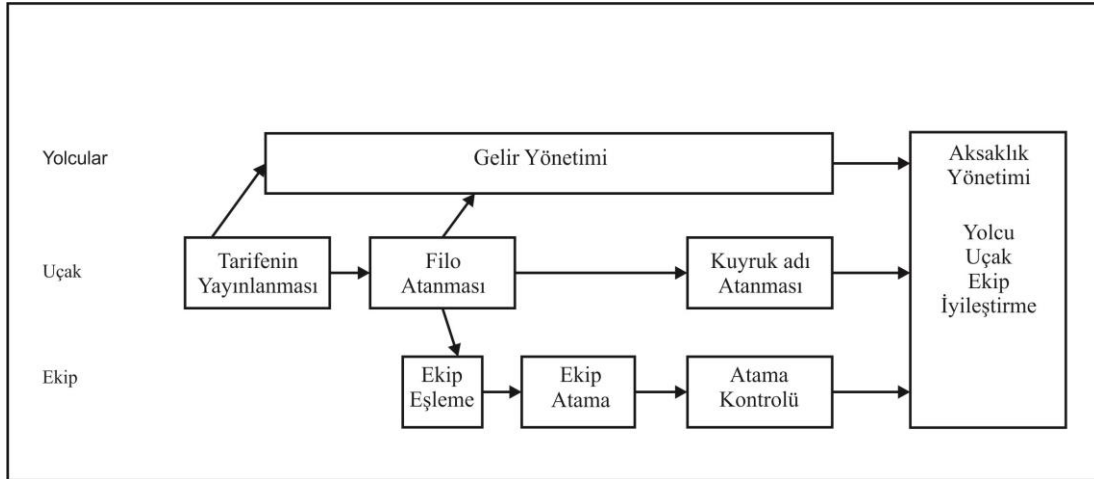 Yolcular
Gelir Yönetimi
Aksaklık
Yönetimi
Yolcu
Uçak
Ekip
İyileştirme
Uçak
Tarifenin
Yayınlanması
Filo
Atanması
Kuyruk adı
Atanması
Ekip
Ekip
Eşleme
Ekip
Atama
Atama
Kontrolü